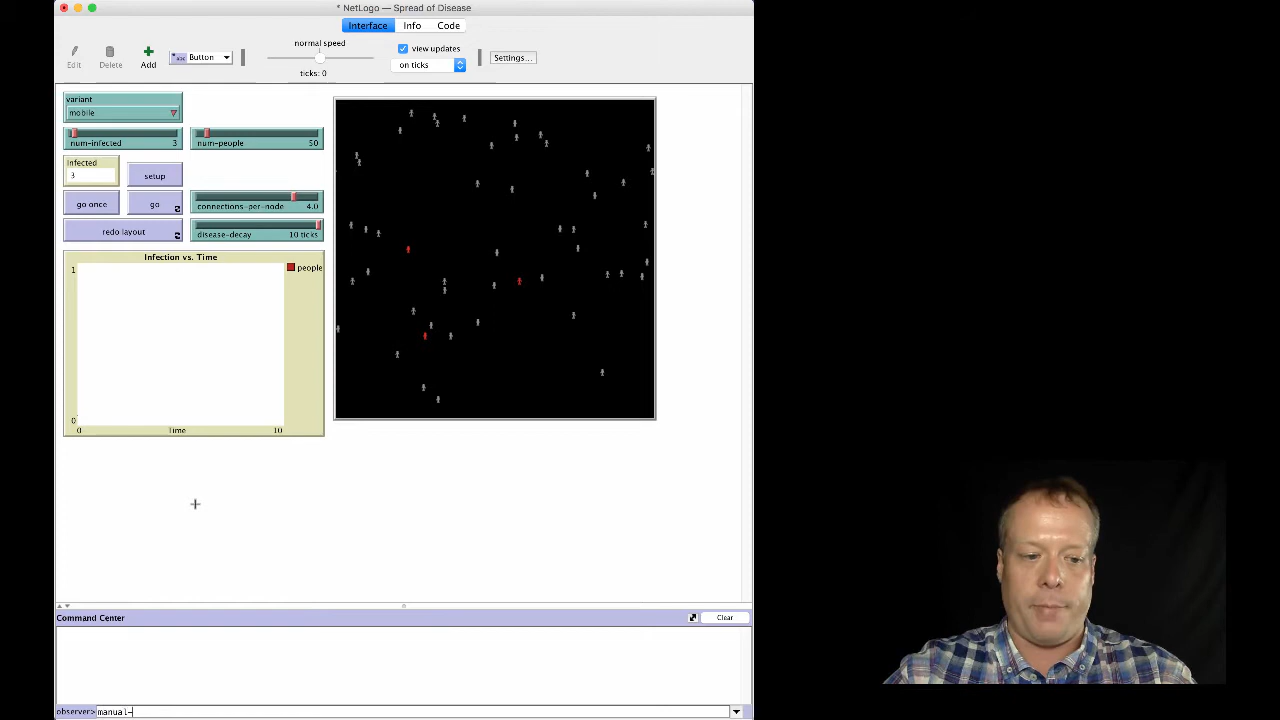 * NetLogo — Spread of Disease
Interface Info Code
Edit Delete Add abc Button normal speed ticks: 0 view updates on ticks Settings...
variant
mobile
num-infected 3 num-people 50
Infected
3
setup
go once go connections-per-node 4.0
redo layout disease-decay 10 ticks
Infection vs. Time
1
people
0
0 Time 10
Command Center Clear
observer> manual-